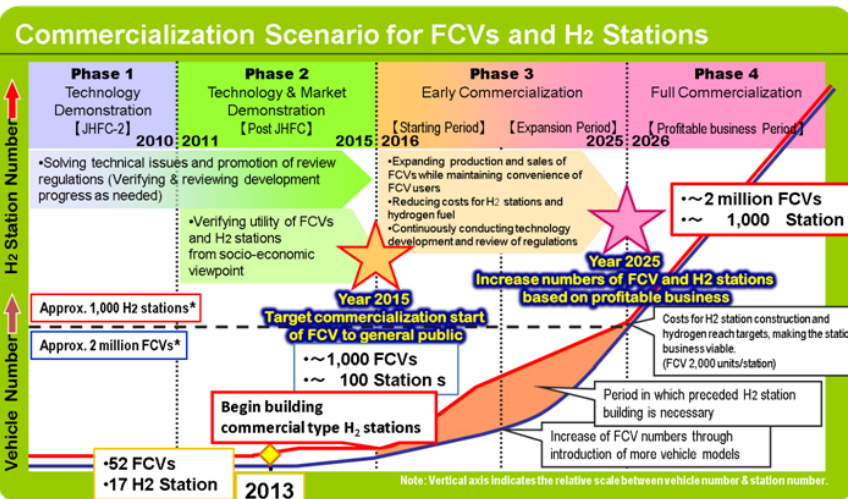 Commercialization Scenario for FCVs and H2 Stations
Phase 1
Technology
Demonstration
【JHFC-2】
2010
Phase 2
Technology & Market
Demonstration
【Post JHFC】
2011
2015
Phase 3
Early Commercialization
【Starting Period】
【Expansion Period】
2016
2025
Phase 4
Full Commercialization
【Profitable business Period】
2026
H2 Station Number
Vehicle Number
•Solving technical issues and promotion of review
regulations (Verifying & reviewing development
progress as needed)
•Verifying utility of FCVs
and H2 stations
from socio-economic
viewpoint
•Expanding production and sales of
FCVs while maintaining convenience of
FCV users
•Reducing costs for H2 stations and
hydrogen fuel
•Continuously conducting technology
development and review of regulations
•～2 million FCVs
•～ 1,000 Station
Year 2025
Increase numbers of FCV and H2 stations
based on profitable business
Year 2015
Target commercialization start
of FCV to general public
Approx. 1,000 H2 stations*
Approx. 2 million FCVs*
•～1,000 FCVs
•～ 100 Station s
Costs for H2 station construction and
hydrogen reach targets, making the statio
business viable.
(FCV 2,000 units/station)
Begin building
commercial type H2 stations
Period in which preceded H2 station
building is necessary
Increase of FCV numbers through
introduction of more vehicle models
•52 FCVs
•17 H2 Station
2013
Note: Vertical axis indicates the relative scale between vehicle number & station number.